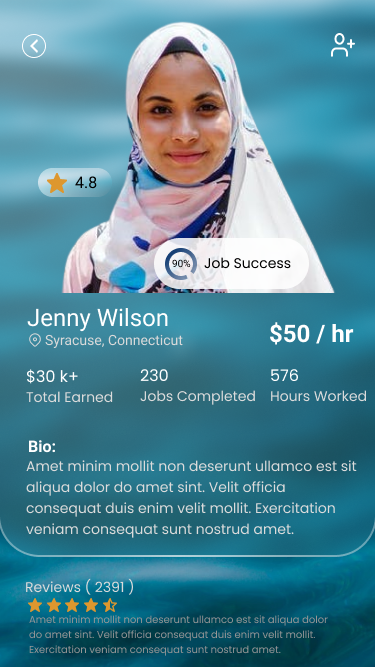 4.8
90% Job Success
Jenny Wilson
Syracuse, Connecticut
$50 / hr
$30 k+
Total Earned
230
Jobs Completed
576
Hours Worked
Bio:
Amet minim mollit non deserunt ullamco est sit
aliqua dolor do amet sint. Velit officia
consequat duis enim velit mollit. Exercitation
veniam consequat sunt nostrud amet.
Reviews ( 2391 )
Amet minim mollit non deserunt ullamco est sit aliqua dolor
do amet sint. Velit officia consequat duis enim velit mollit.
Exercitation veniam consequat sunt nostrud amet.